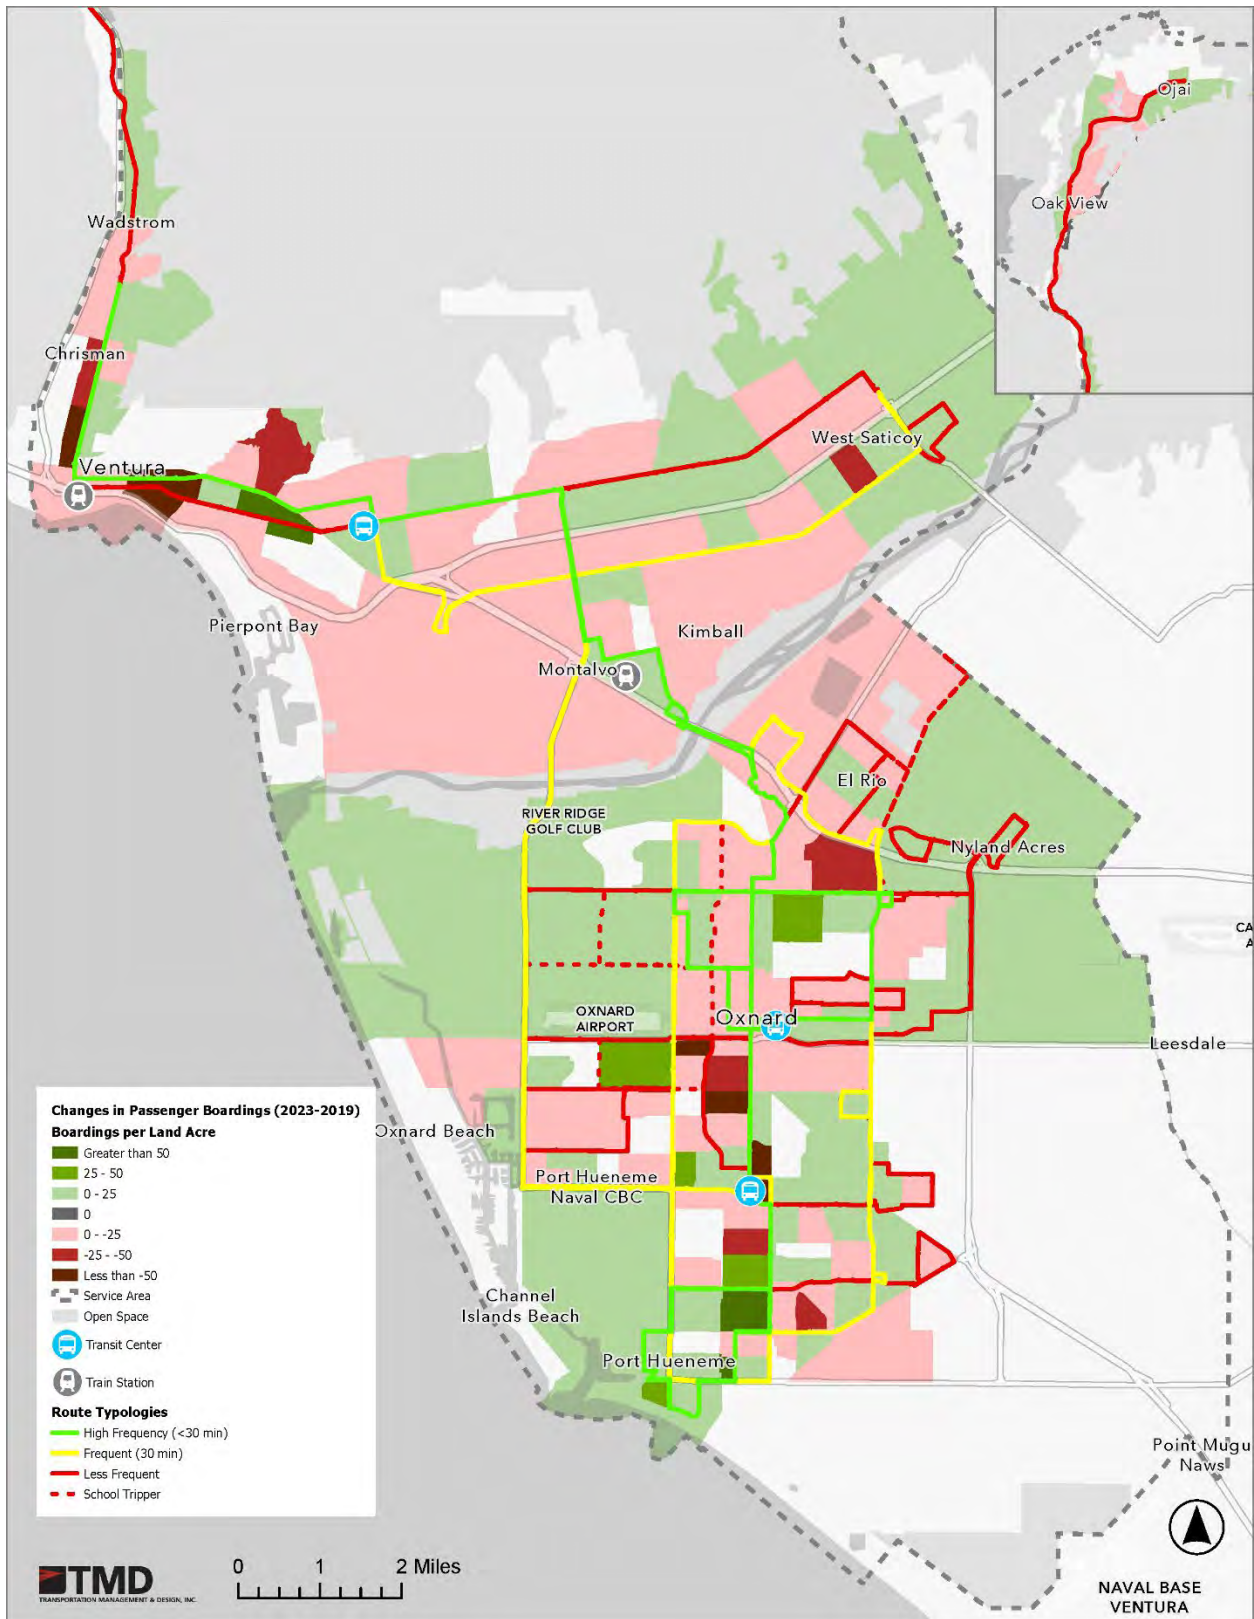 Ojai
Oak View
Wadstrom
Chrisman
West Saticoy
Ventura
Pierpont Bay
Kimball
Montalvo
El Rio
RIVER RIDGE
GOLF CLUB
Nyland Acres
CA
A
OXNARD
AIRPORT
Oxnard
Leesdale
Changes in Passenger Boardings (2023-2019)
Boardings per Land Acre
Greater than 50
25 - 50
0 - 25
0
0 - -25
-25 - -50
Less than -50
Service Area
Open Space
Transit Center
Train Station
Route Typologies
High Frequency (<30 min)
Frequent (30 min)
Less Frequent
School Tripper
Oxnard Beach
Port Hueneme
Naval CBC
Channel
Islands Beach
Port Hueneme
Point Mugu
Naws
0 1 2 Miles
TMD
TRANSPORTATION MANAGEMENT & DESIGN, INC.
NAVAL BASE
VENTURA